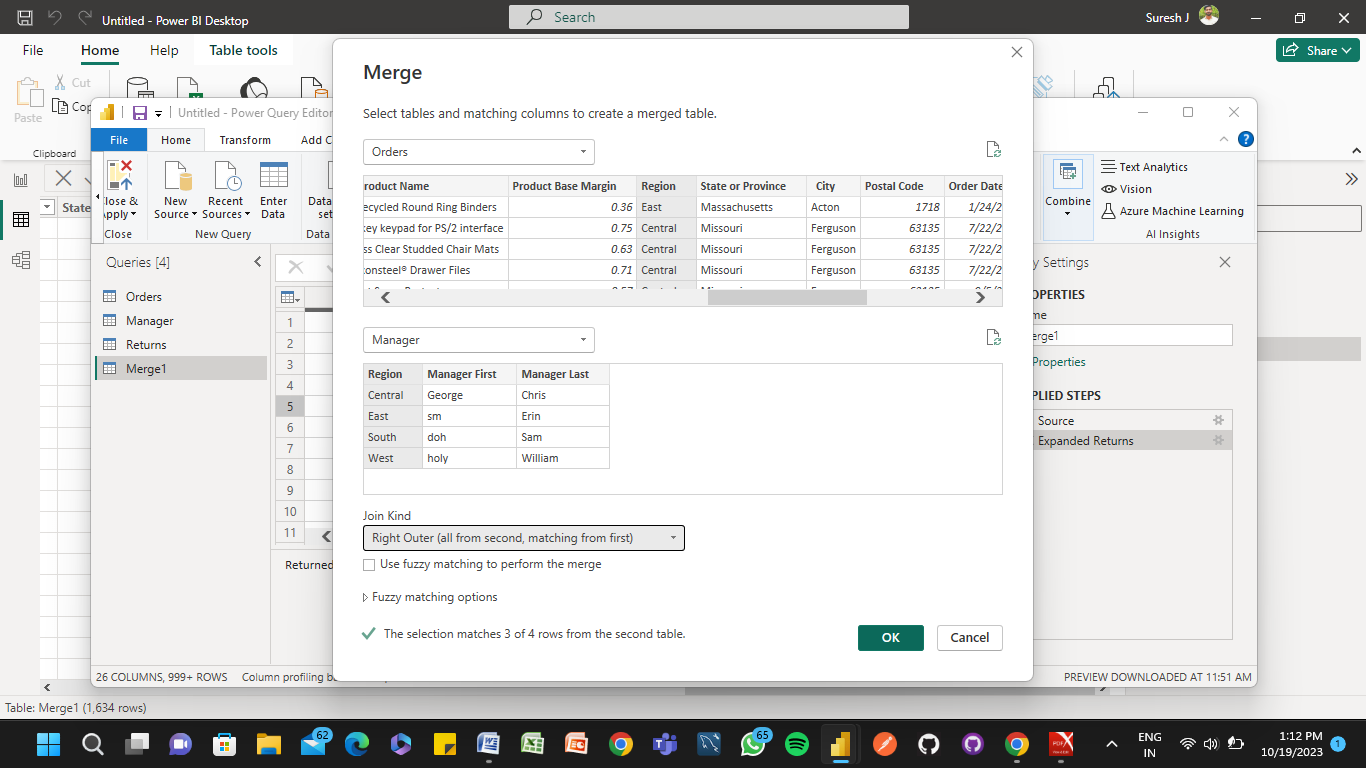 Untitled - Power BI Desktop
Search
Suresh J
File
Home
Help
Table tools
Share
Paste
Cut
Clipboard
State
Untitled - Power Query Editor
File
Home
Transform
Add C
Close &
Apply
Close
New
Source
Recent
Sources
Enter
Data
New Query
Combine
Text Analytics
Vision
Azure Machine Learning
AI Insights
Queries [4]
Orders
Manager
Returns
Merge1
1
2
3
4
5
6
7
8
9
10
11
Merge
Select tables and matching columns to create a merged table.
Orders
roduct Name Product Base Margin Region State or Province City Postal Code Order Date
ecycled Round Ring Binders 0.36 East Massachusetts Acton 1718 1/24/2
key keypad for PS/2 interface 0.75 Central Missouri Ferguson 63135 7/22/2
ss Clear Studded Chair Mats 0.63 Central Missouri Ferguson 63135 7/22/2
onsteel® Drawer Files 0.71 Central Missouri Ferguson 63135 7/22/2
Manager
Region Manager First Manager Last
Central George Chris
East sm Erin
South doh Sam
West holy William
Join Kind
Right Outer (all from second, matching from first)
Use fuzzy matching to perform the merge
Fuzzy matching options
The selection matches 3 of 4 rows from the second table.
OK
Cancel
y Settings
OPERTIES
me
erge1
Properties
PLIED STEPS
Source
Expanded Returns
Returned
26 COLUMNS, 999+ ROWS
Column profiling b
PREVIEW DOWNLOADED AT 11:51 AM
Table: Merge1 (1,634 rows)
62
65
ENG
IN
1:12 PM
10/19/2023
1